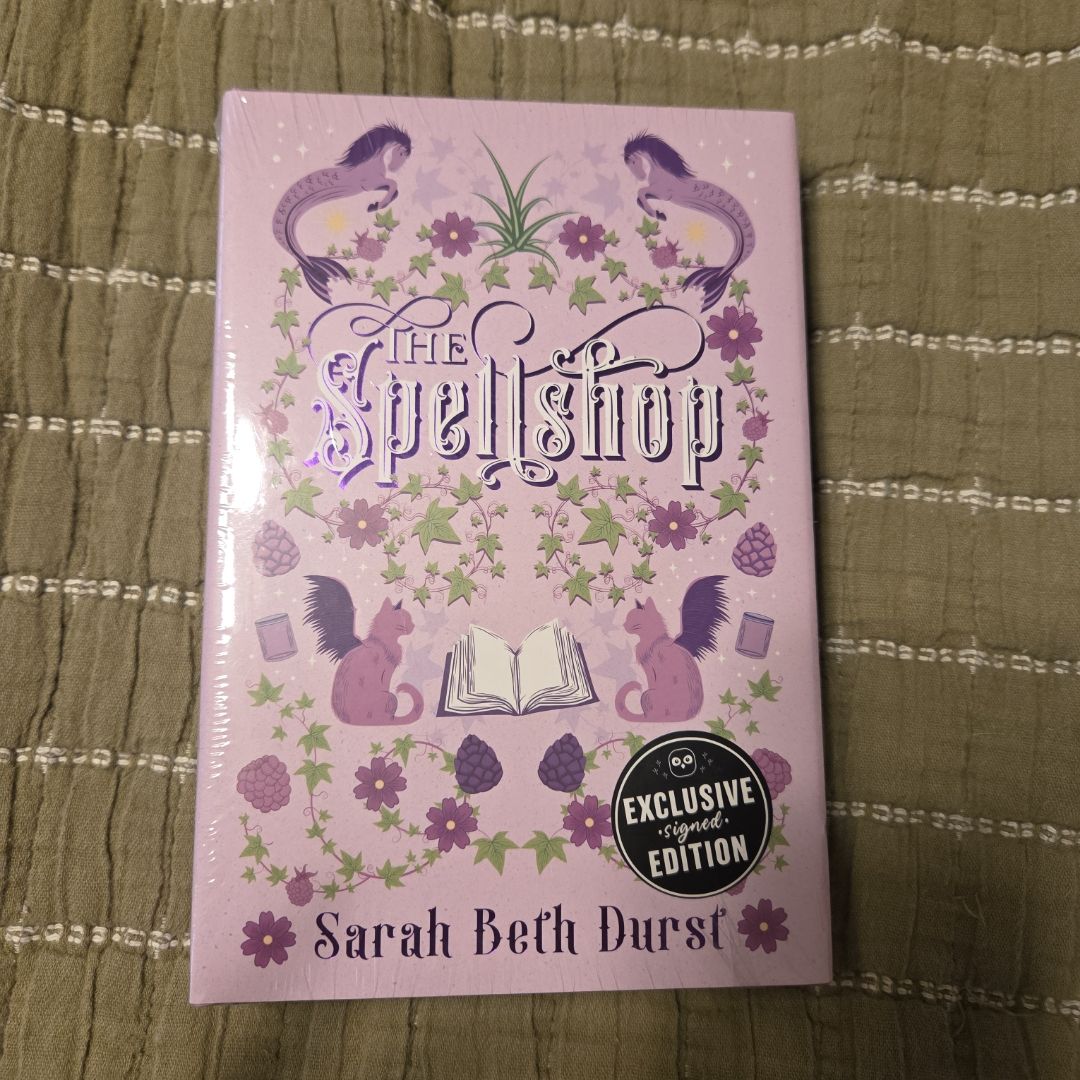 THE
Spellshop
EXCLUSIVE
·signed·
EDITION
Sarah Beth Durst